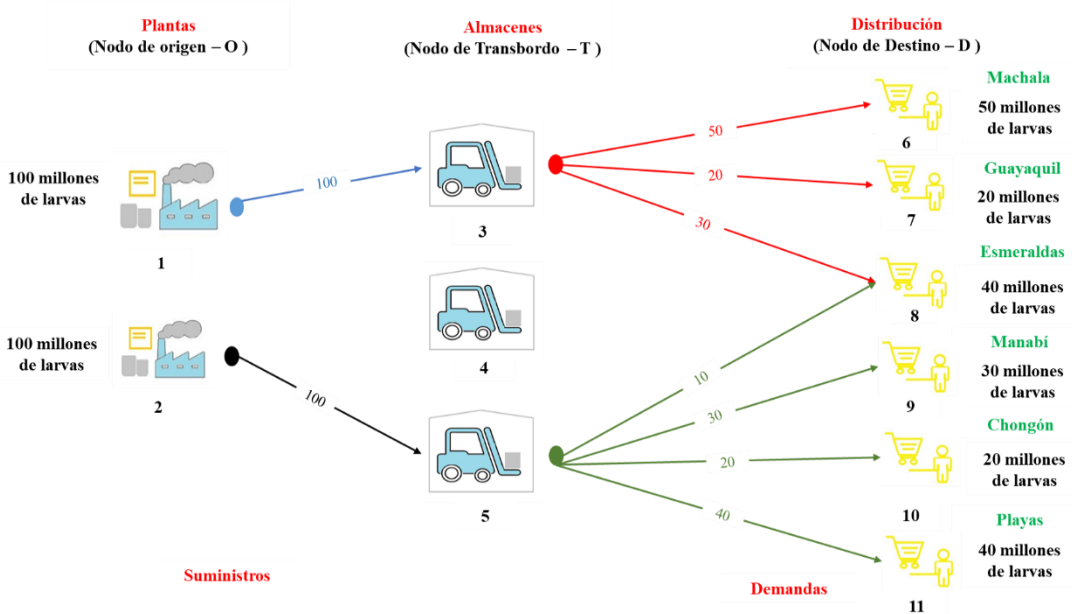 Plantas
(Nodo de origen – O )
Almacenes
(Nodo de Transbordo – T)
Distribución
(Nodo de Destino – D )
100 millones
de larvas
1
100
3
50
20
30
6
Machala
50 millones
de larvas
7
Guayaquil
20 millones
de larvas
8
Esmeraldas
40 millones
de larvas
100 millones
de larvas
2
100
4
5
10
30
20
40
9
Manabí
30 millones
de larvas
10
Chongón
20 millones
de larvas
11
Playas
40 millones
de larvas
Suministros
Demandas